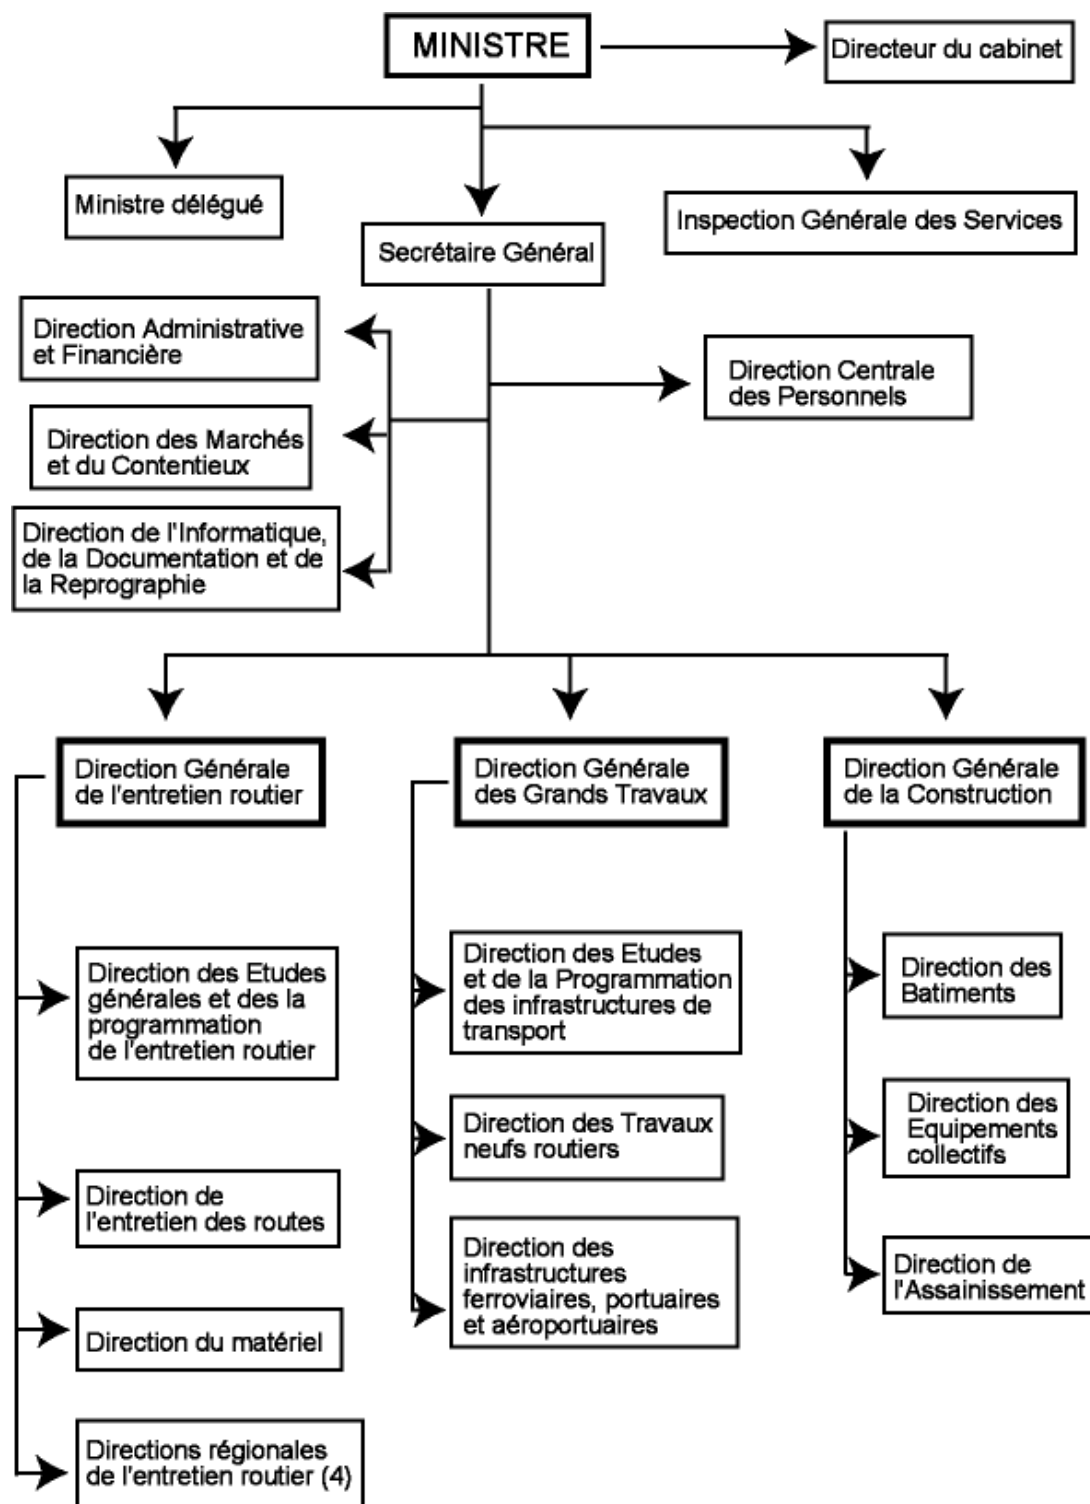 MINISTRE
Directeur du cabinet
Ministre délégué
Inspection Générale des Services
Secrétaire Général
Direction Administrative
et Financière
Direction Centrale
des Personnels
Direction des Marchés
et du Contentieux
Direction de l'Informatique,
de la Documentation et de
la Reprographie
Direction Générale
de l'entretien routier
Direction Générale
des Grands Travaux
Direction Générale
de la Construction
Direction des Etudes
générales et des la
programmation
de l'entretien routier
Direction des Etudes
et de la Programmation
des infrastructures de
transport
Direction des
Batiments
Direction des Travaux
neufs routiers
Direction des
Equipements
collectifs
Direction de
l'entretien des routes
Direction des
infrastructures
ferroviaires, portuaires
et aéroportuaires
Direction de
l'Assainissement
Direction du matériel
Directions régionales
de l'entretien routier (4)